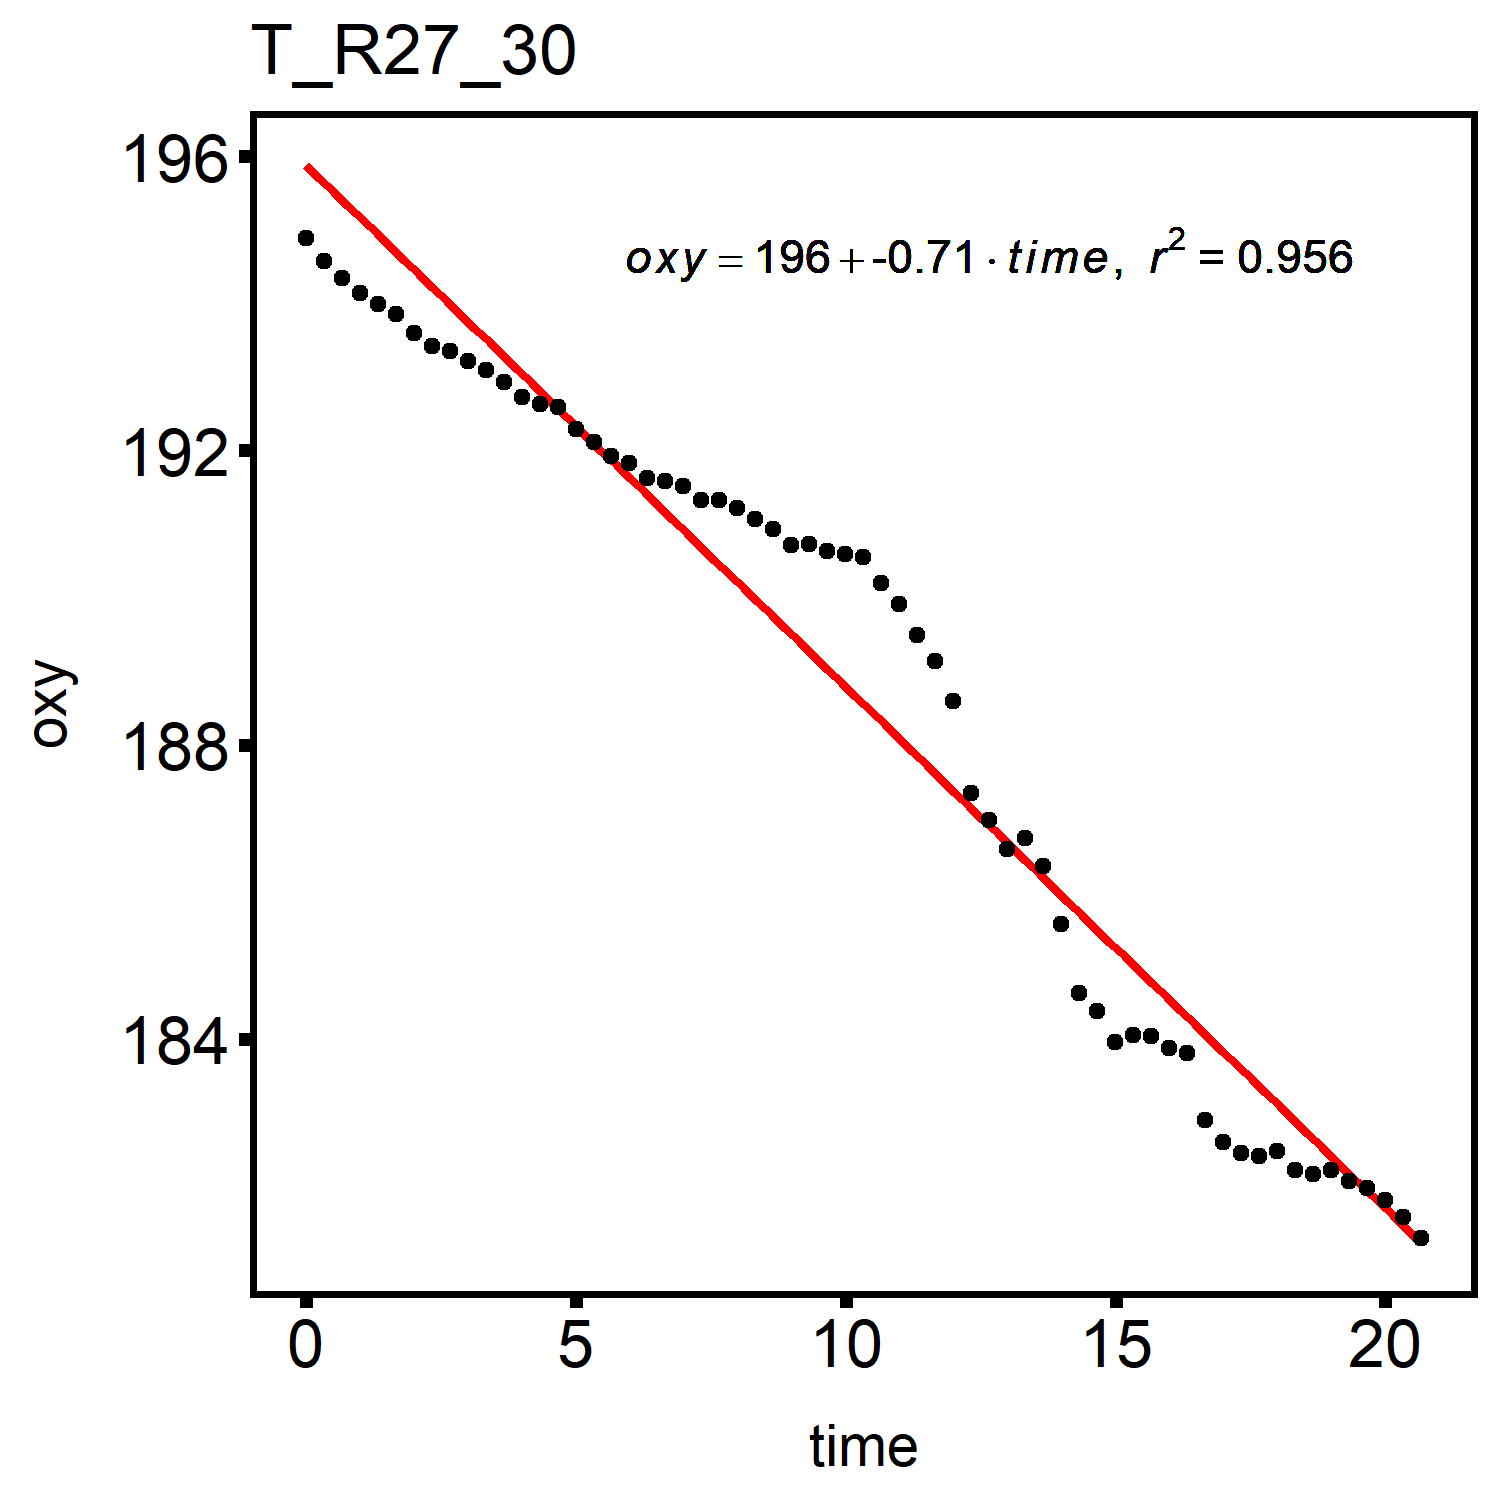 T_R27_30
196
192
188
184
oxy
oxy = 196 + -0.71 · time, r² = 0.956
0 5 10 15 20
time